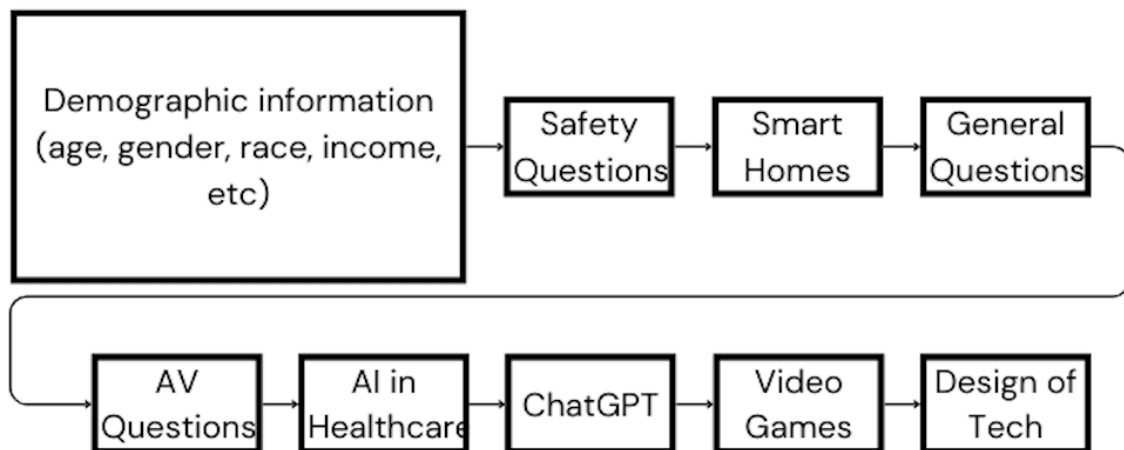 Demographic information
(age, gender, race, income,
etc)
Safety
Questions
Smart
Homes
General
Questions
AV
Questions
AI in
Healthcare
ChatGPT
Video
Games
Design of
Tech